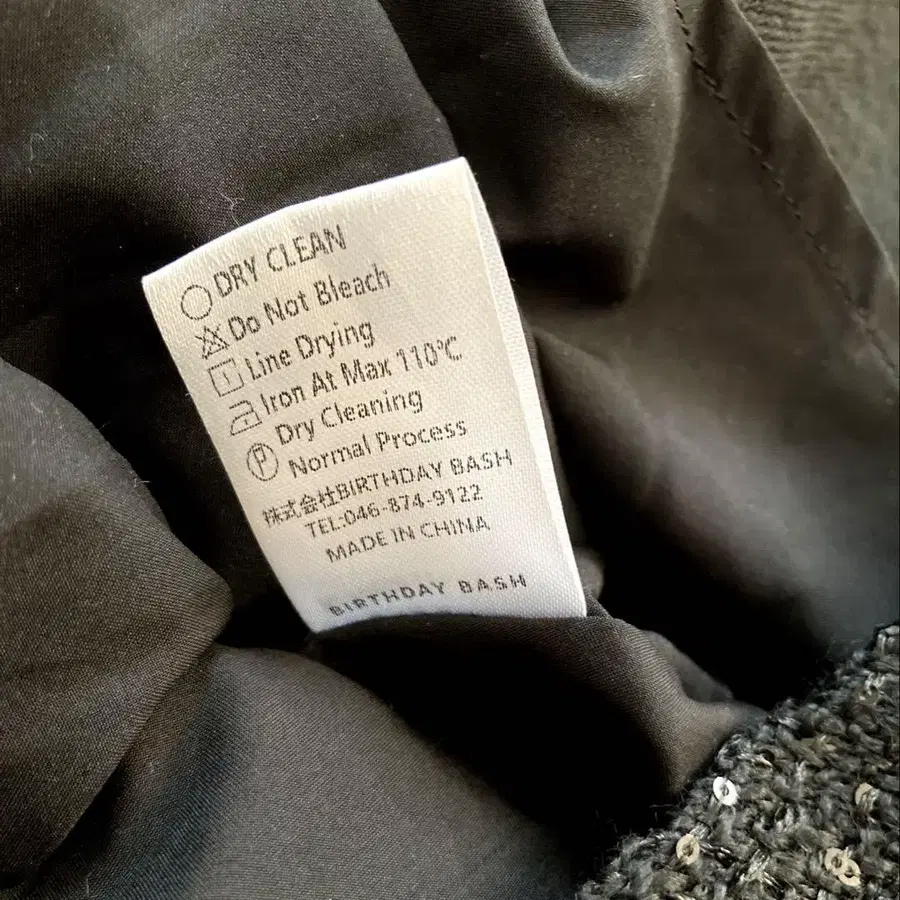 DRY CLEAN
Do Not Bleach
Line Drying
Iron At Max 110℃
Dry Cleaning
P Normal Process
株式会社BIRTHDAY BASH
TEL:046-874-9122
MADE IN CHINA
BIRTHDAY BASH